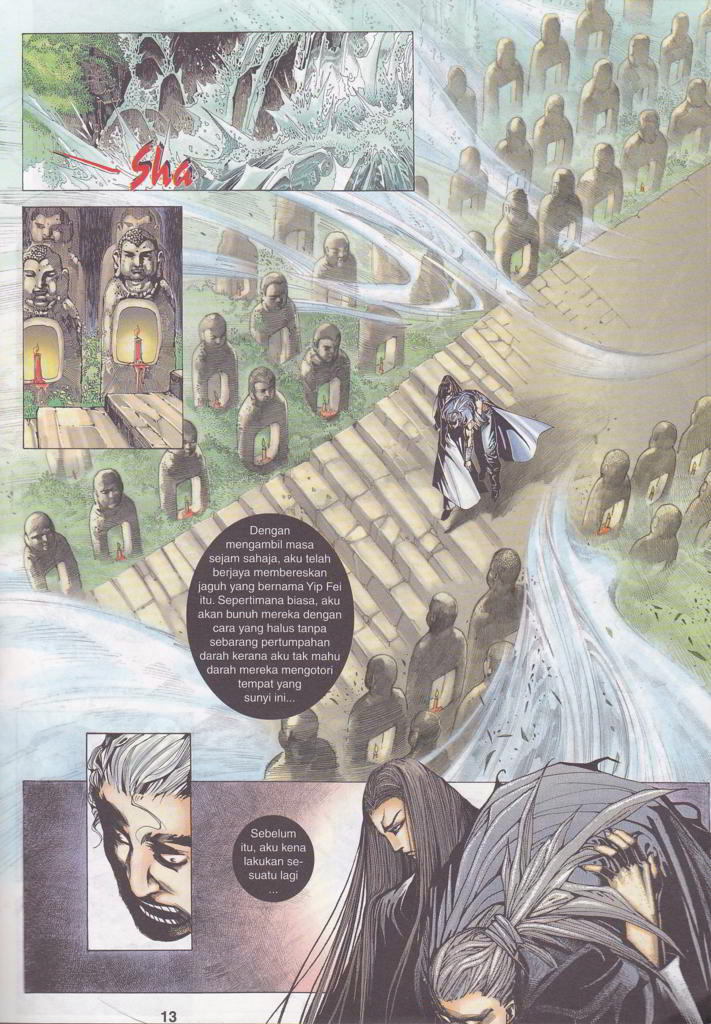 Sha
Dengan
mengambil masa
sejam sahaja, aku telah
berjaya membereskan
jaguh yang bernama Yip Fei
itu. Sepertimana biasa, aku
akan bunuh mereka dengan
cara yang halus tanpa
sebarang pertumpahan
darah kerana aku tak mahu
darah mereka mengotori
tempat yang
sunyi ini...
Sebelum
itu, aku kena
lakukan se-
suatu lagi
...
13